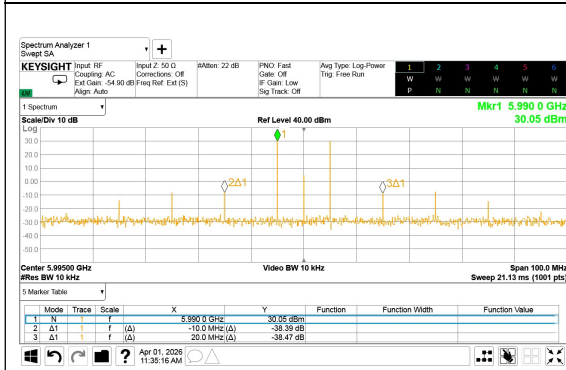 Spectrum Analyzer 1
Swept SA
KEYSIGHT
Input: RF
Coupling: AC
Ext Gain: -54.90 dB
Align: Auto
Input Z: 50 Ω
Corrections: Off
Freq Ref: Ext (S)
#Atten: 22 dB
PNO: Fast
Gate: Off
IF Gain: Low
Sig Track: Off
Avg Type: Log-Power
Trig: Free Run
1 2 3 4 5 6
W W W W W W
P N N N N N
1 Spectrum
Mkr1 5.990 0 GHz
Scale/Div 10 dB
Ref Level 40.00 dBm
30.05 dBm
Log
30.0
20.0
10.0
0.00
-10.0
-20.0
-30.0
-40.0
-50.0
1
2Δ1
3Δ1
Center 5.99500 GHz
Video BW 10 kHz
Span 100.0 MHz
#Res BW 10 kHz
Sweep 21.13 ms (1001 pts)
5 Marker Table
Mode Trace Scale X Y Function Function Width Function Value
1 N 1 f 5.990 0 GHz 30.05 dBm
2 Δ1 1 f (Δ) -10.0 MHz (Δ) -38.39 dB
3 Δ1 1 f (Δ) 20.0 MHz (Δ) -38.47 dB
?
Apr 01, 2026
11:35:16 AM